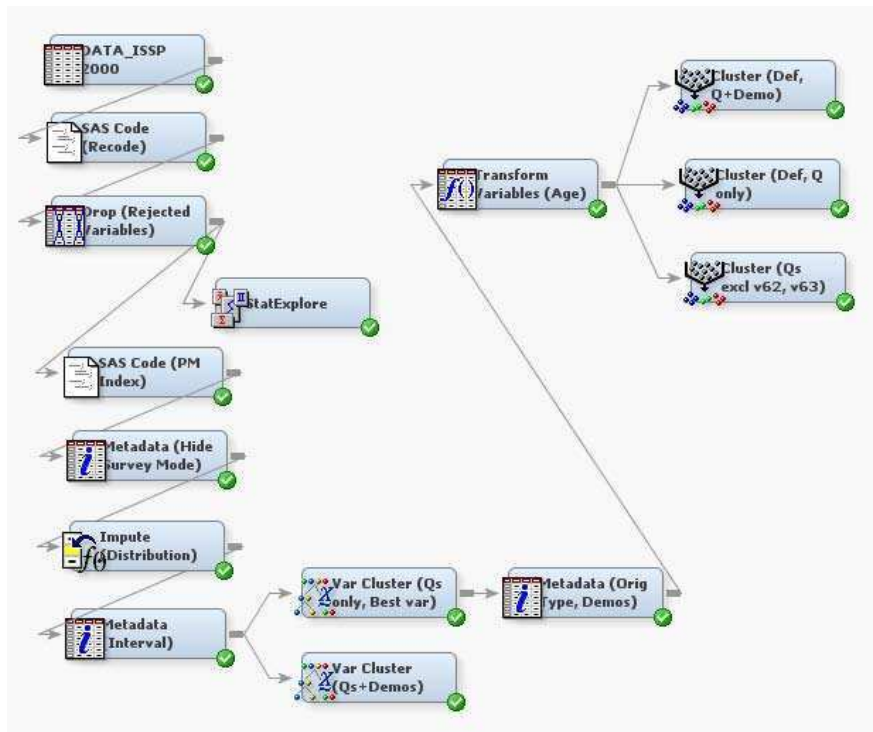 DATA_ISSP
2000
SAS Code
(Recode)
Drop (Rejected
Variables)
StatExplore
SAS Code (PM
Index)
Metadata (Hide
Survey Mode)
Impute
(Distribution)
Metadata
(Interval)
Var Cluster (Qs
only, Best var)
Var Cluster
(Qs+Demos)
Metadata (Orig
Type, Demos)
Transform
Variables (Age)
Cluster (Def,
Q+Demo)
Cluster (Def, Q
only)
Cluster (Qs
excl v62, v63)